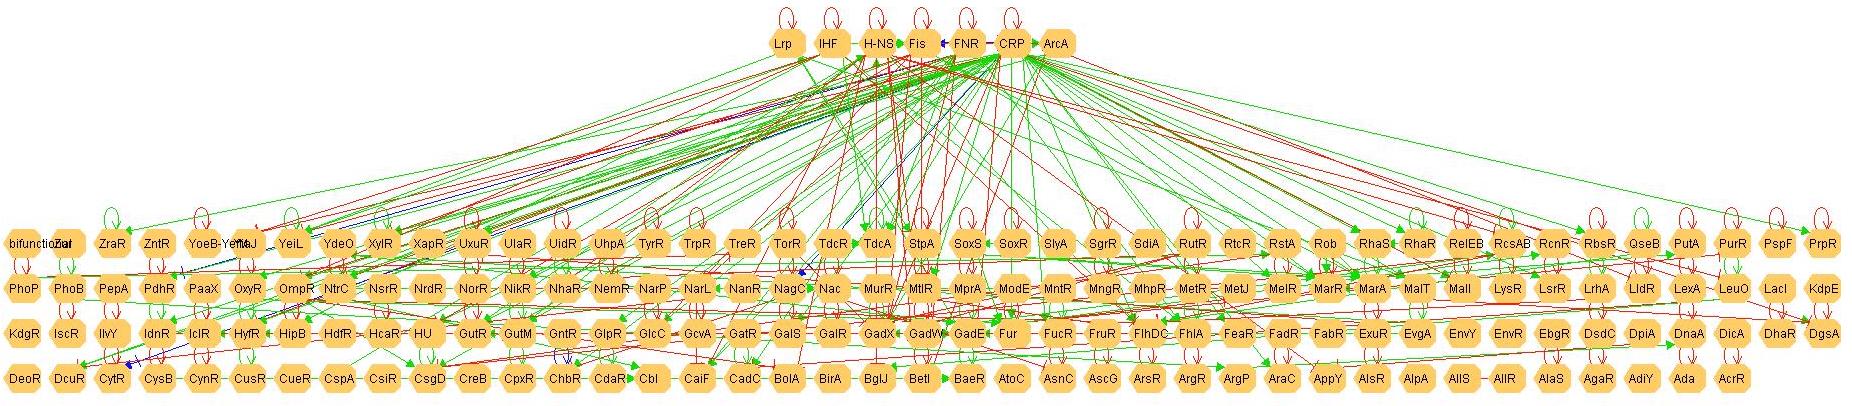 Lrp IHF H-NS Fis FNR CRP ArcA
bifunctional Zur ZraR ZntR YoeB-YefM YeiL YdeO XylR XapR UxuR UlaR UidR UhpA TyrR TrpR TreR TorR TdcR TdcA StpA SoxS SoxR SlyA SgrR SdiA RutR RtcR RstA Rob RhaS RhaR RelEB RcsAB RcnR RbsR QseB PutA PurR PspF PrpR
PhoP PhoB PepA PdhR PaaX OxyR OmpR NtrC NsrR NrdR NorR NikR NhaR NemR NarP NarL NanR NagC Nac MurR MtlR MprA ModE MntR MngR MhpR MetR MetJ MelR MarR MarA MalT MalI LysR LsrR LrhA LldR LexA LeuO LacI KdpE
KdgR IscR IlvY IdnR IclR HyfR HipB HdfR HcaR HU GutR GutM GntR GlpR GlcC GcvA GatR GalS GalR GadX GadW GadE Fur FucR FruR FlhDC FhlA FeaR FadR FabR ExuR EvgA EnvY EnvR EbgR DsdC DpiA DnaA DicA DhaR DgsA
DeoR DcuR CytR CysB CynR CusR CueR CspA CsiR CsgD CreB CpxR ChbR CdaR Cbl CaiF CadC BolA BirA BglJ BetI BaeR AtoC AsnC AscG ArsR ArgR ArgP AraC AppY AlsR AlpA AllS AllR AlaS AgaR AdiY Ada AcrR